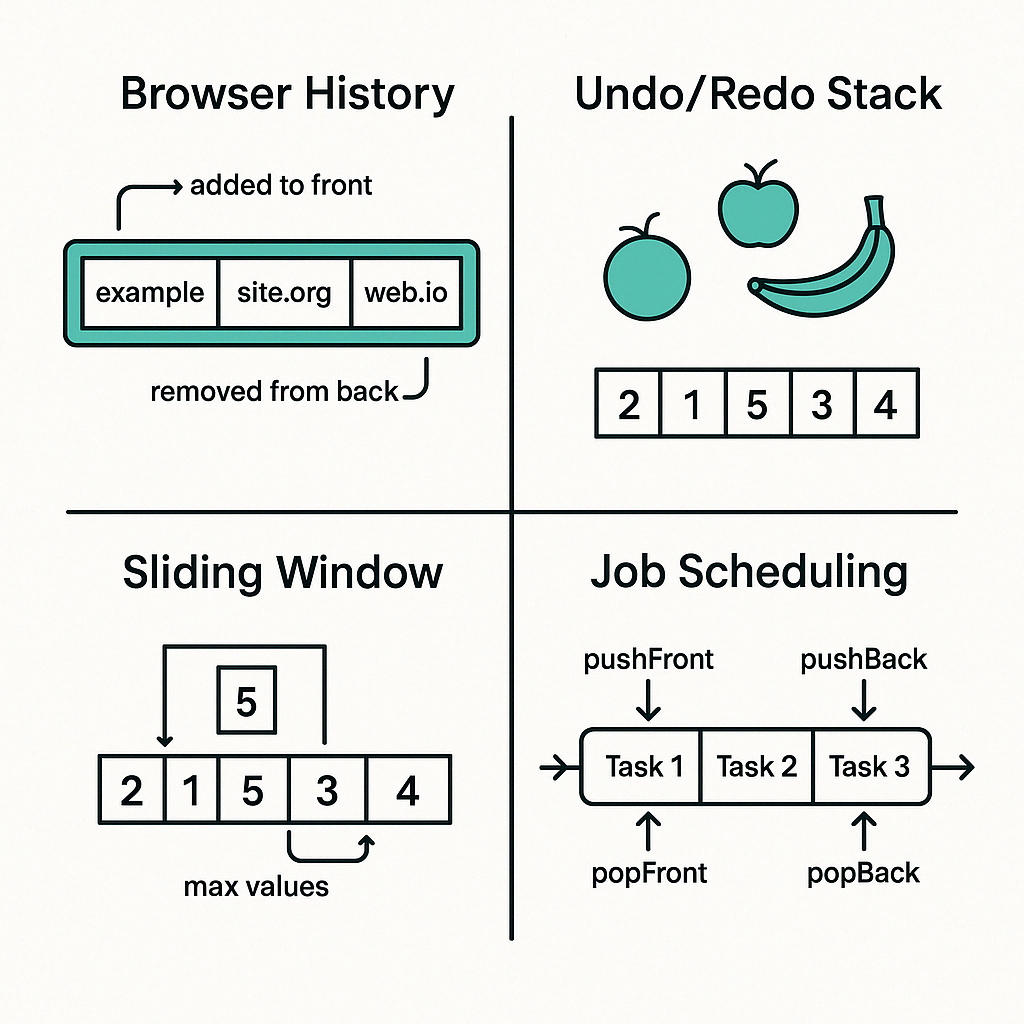 Browser History
added to front
example site.org web.io
removed from back
Undo/Redo Stack
2 1 5 3 4
Sliding Window
5
2 1 5 3 4
max values
Job Scheduling
pushFront pushBack
Task 1 Task 2 Task 3
popFront popBack